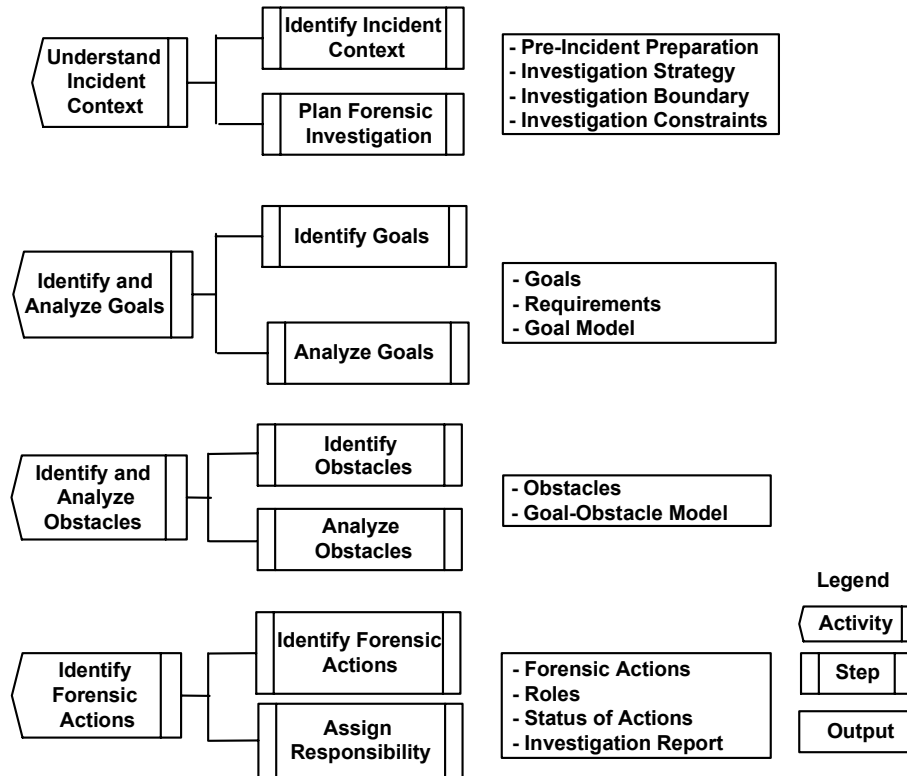 Understand
Incident
Context
Identify Incident
Context
Plan Forensic
Investigation
- Pre-Incident Preparation
- Investigation Strategy
- Investigation Boundary
- Investigation Constraints
Identify and
Analyze Goals
Identify Goals
Analyze Goals
- Goals
- Requirements
- Goal Model
Identify and
Analyze
Obstacles
Identify
Obstacles
Analyze
Obstacles
- Obstacles
- Goal-Obstacle Model
Identify
Forensic
Actions
Identify Forensic
Actions
Assign
Responsibility
- Forensic Actions
- Roles
- Status of Actions
- Investigation Report
Legend
Activity
Step
Output